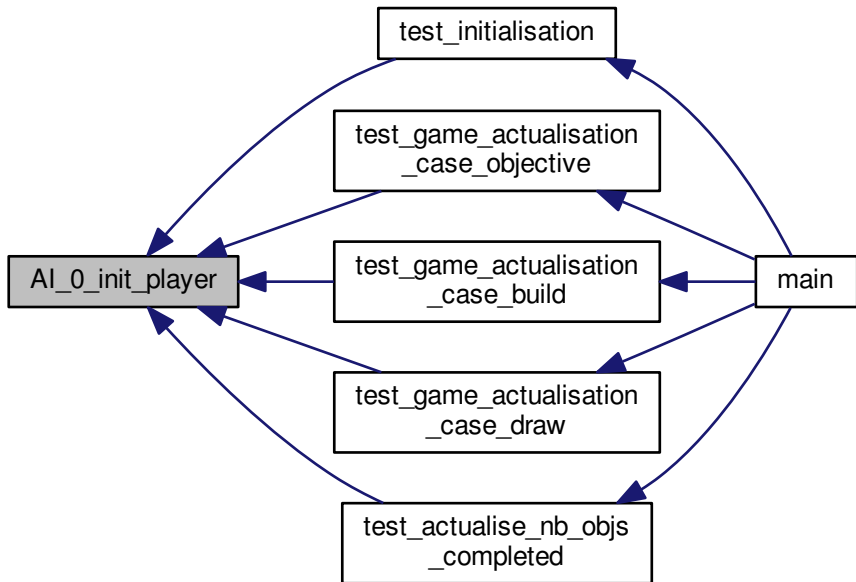 test_initialisation
test_game_actualisation
_case_objective
AI_0_init_player
test_game_actualisation
_case_build
main
test_game_actualisation
_case_draw
test_actualise_nb_objs
_completed